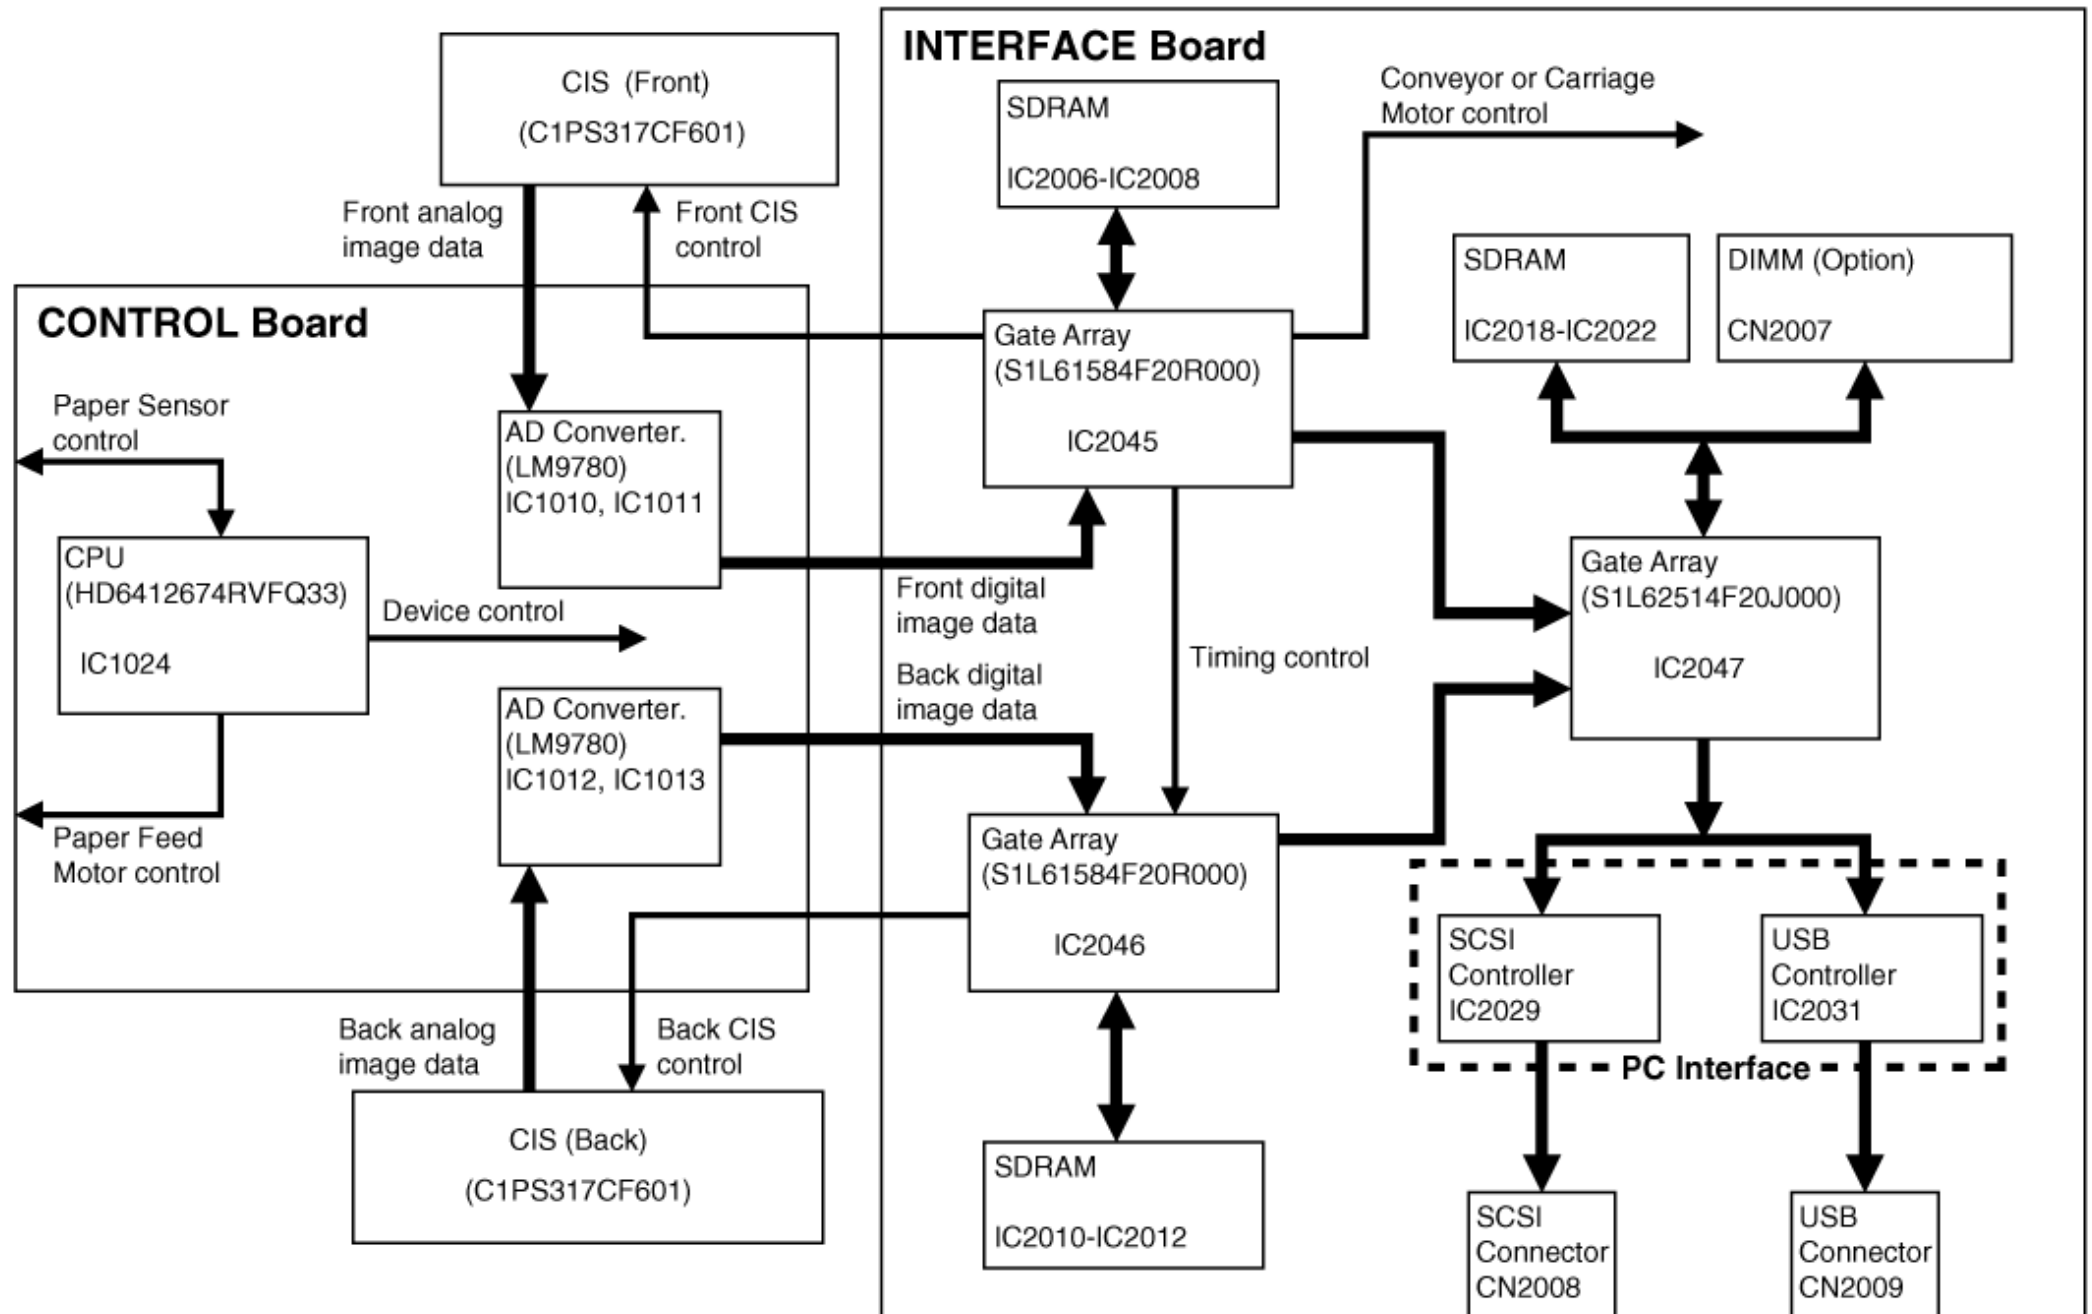 INTERFACE Board
CIS (Front)
(C1PS317CF601)
SDRAM
IC2006-IC2008
Conveyor or Carriage
Motor control
Front analog
image data
Front CIS
control
SDRAM
IC2018-IC2022
DIMM (Option)
CN2007
CONTROL Board
Gate Array
(S1L61584F20R000)
IC2045
Paper Sensor
control
AD Converter.
(LM9780)
IC1010, IC1011
CPU
(HD6412674RVFQ33)
IC1024
Device control
Front digital
image data
Gate Array
(S1L62514F20J000)
IC2047
Timing control
Back digital
image data
AD Converter.
(LM9780)
IC1012, IC1013
Paper Feed
Motor control
Gate Array
(S1L61584F20R000)
IC2046
SCSI
Controller
IC2029
USB
Controller
IC2031
PC Interface
Back analog
image data
Back CIS
control
CIS (Back)
(C1PS317CF601)
SDRAM
IC2010-IC2012
SCSI
Connector
CN2008
USB
Connector
CN2009